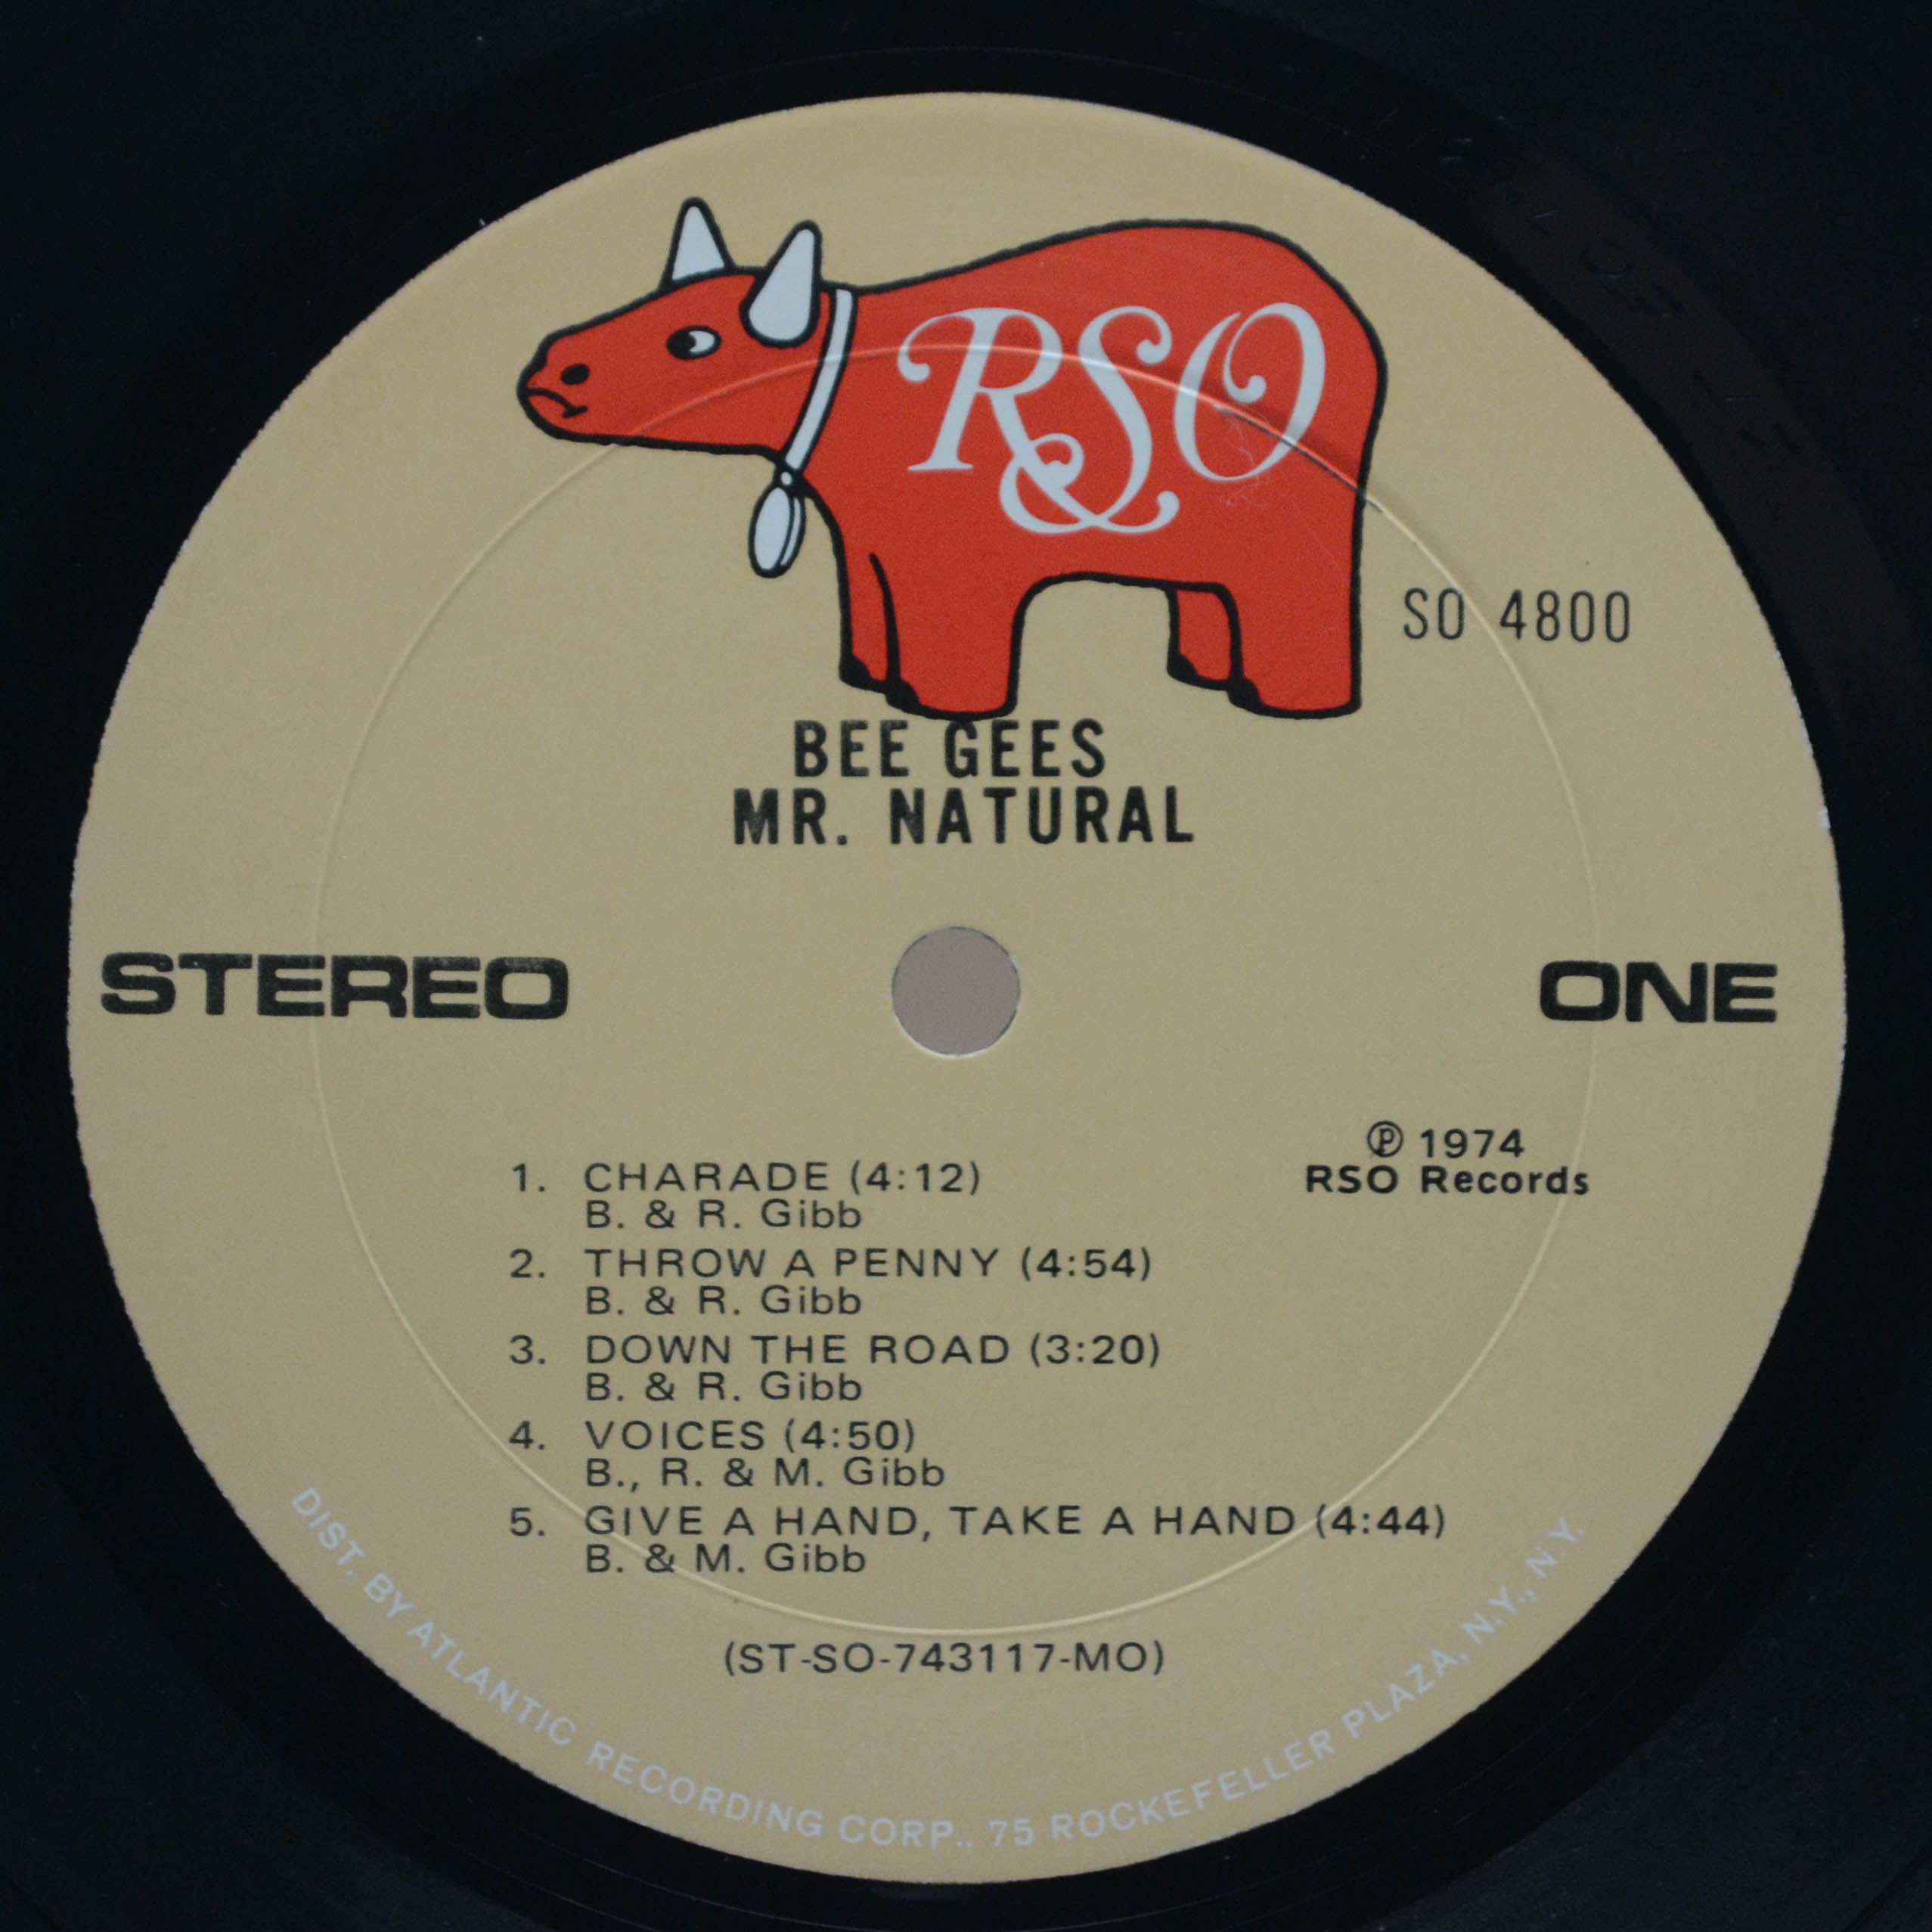 RSO
SO 4800
BEE GEES
MR. NATURAL
STEREO
ONE
℗ 1974
RSO Records
1. CHARADE (4:12)
B. & R. Gibb
2. THROW A PENNY (4:54)
B. & R. Gibb
3. DOWN THE ROAD (3:20)
B. & R. Gibb
4. VOICES (4:50)
B., R. & M. Gibb
5. GIVE A HAND, TAKE A HAND (4:44)
B. & M. Gibb
(ST-SO-743117-MO)
DIST. BY ATLANTIC RECORDING CORP., 75 ROCKEFELLER PLAZA, N.Y., N.Y.